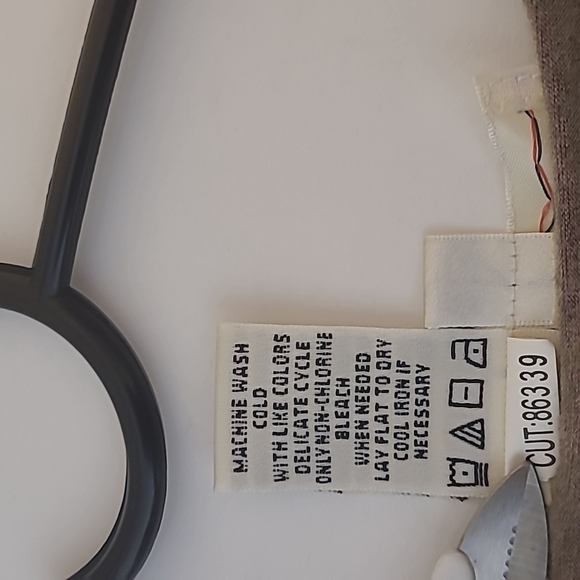 MACHINE WASH
COLD
WITH LIKE COLORS
DELICATE CYCLE
ONLY NON-CHLORINE
BLEACH
WHEN NEEDED
LAY FLAT TO DRY
COOL IRON IF
NECESSARY
CUT:86339